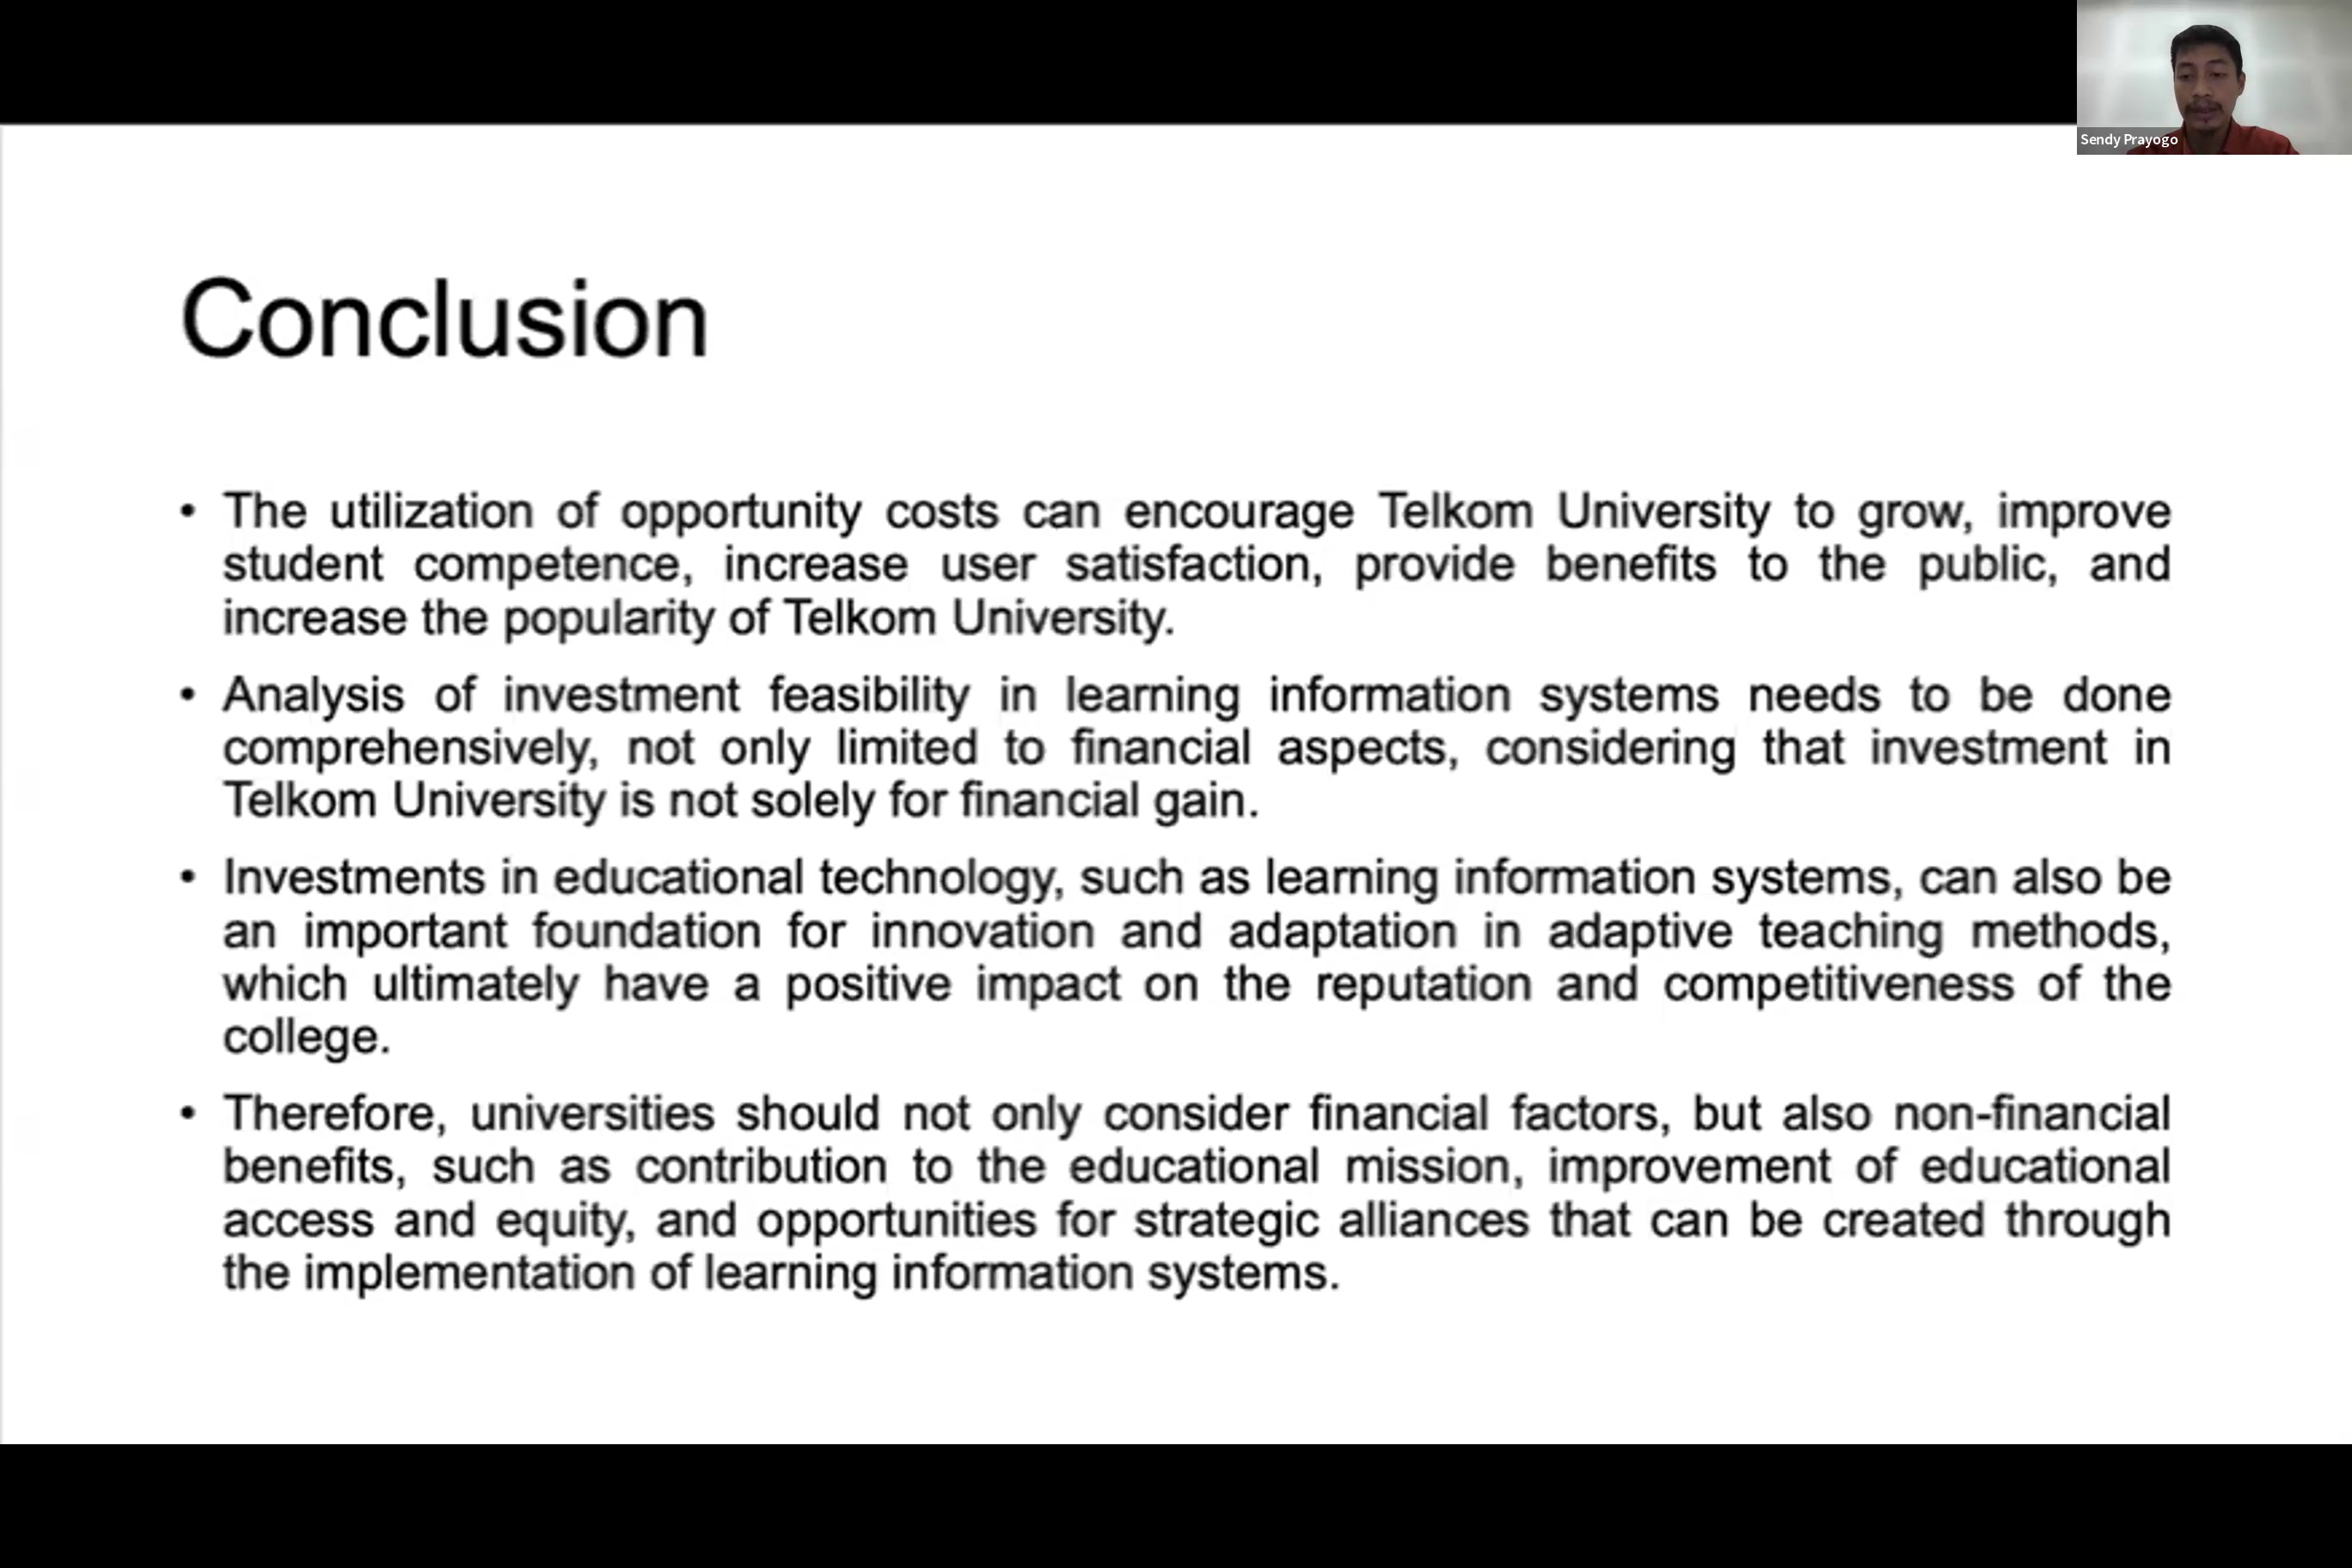 Sendy Prayogo
Conclusion
• The utilization of opportunity costs can encourage Telkom University to grow, improve
student competence, increase user satisfaction, provide benefits to the public, and
increase the popularity of Telkom University.
• Analysis of investment feasibility in learning information systems needs to be done
comprehensively, not only limited to financial aspects, considering that investment in
Telkom University is not solely for financial gain.
• Investments in educational technology, such as learning information systems, can also be
an important foundation for innovation and adaptation in adaptive teaching methods,
which ultimately have a positive impact on the reputation and competitiveness of the
college.
• Therefore, universities should not only consider financial factors, but also non-financial
benefits, such as contribution to the educational mission, improvement of educational
access and equity, and opportunities for strategic alliances that can be created through
the implementation of learning information systems.